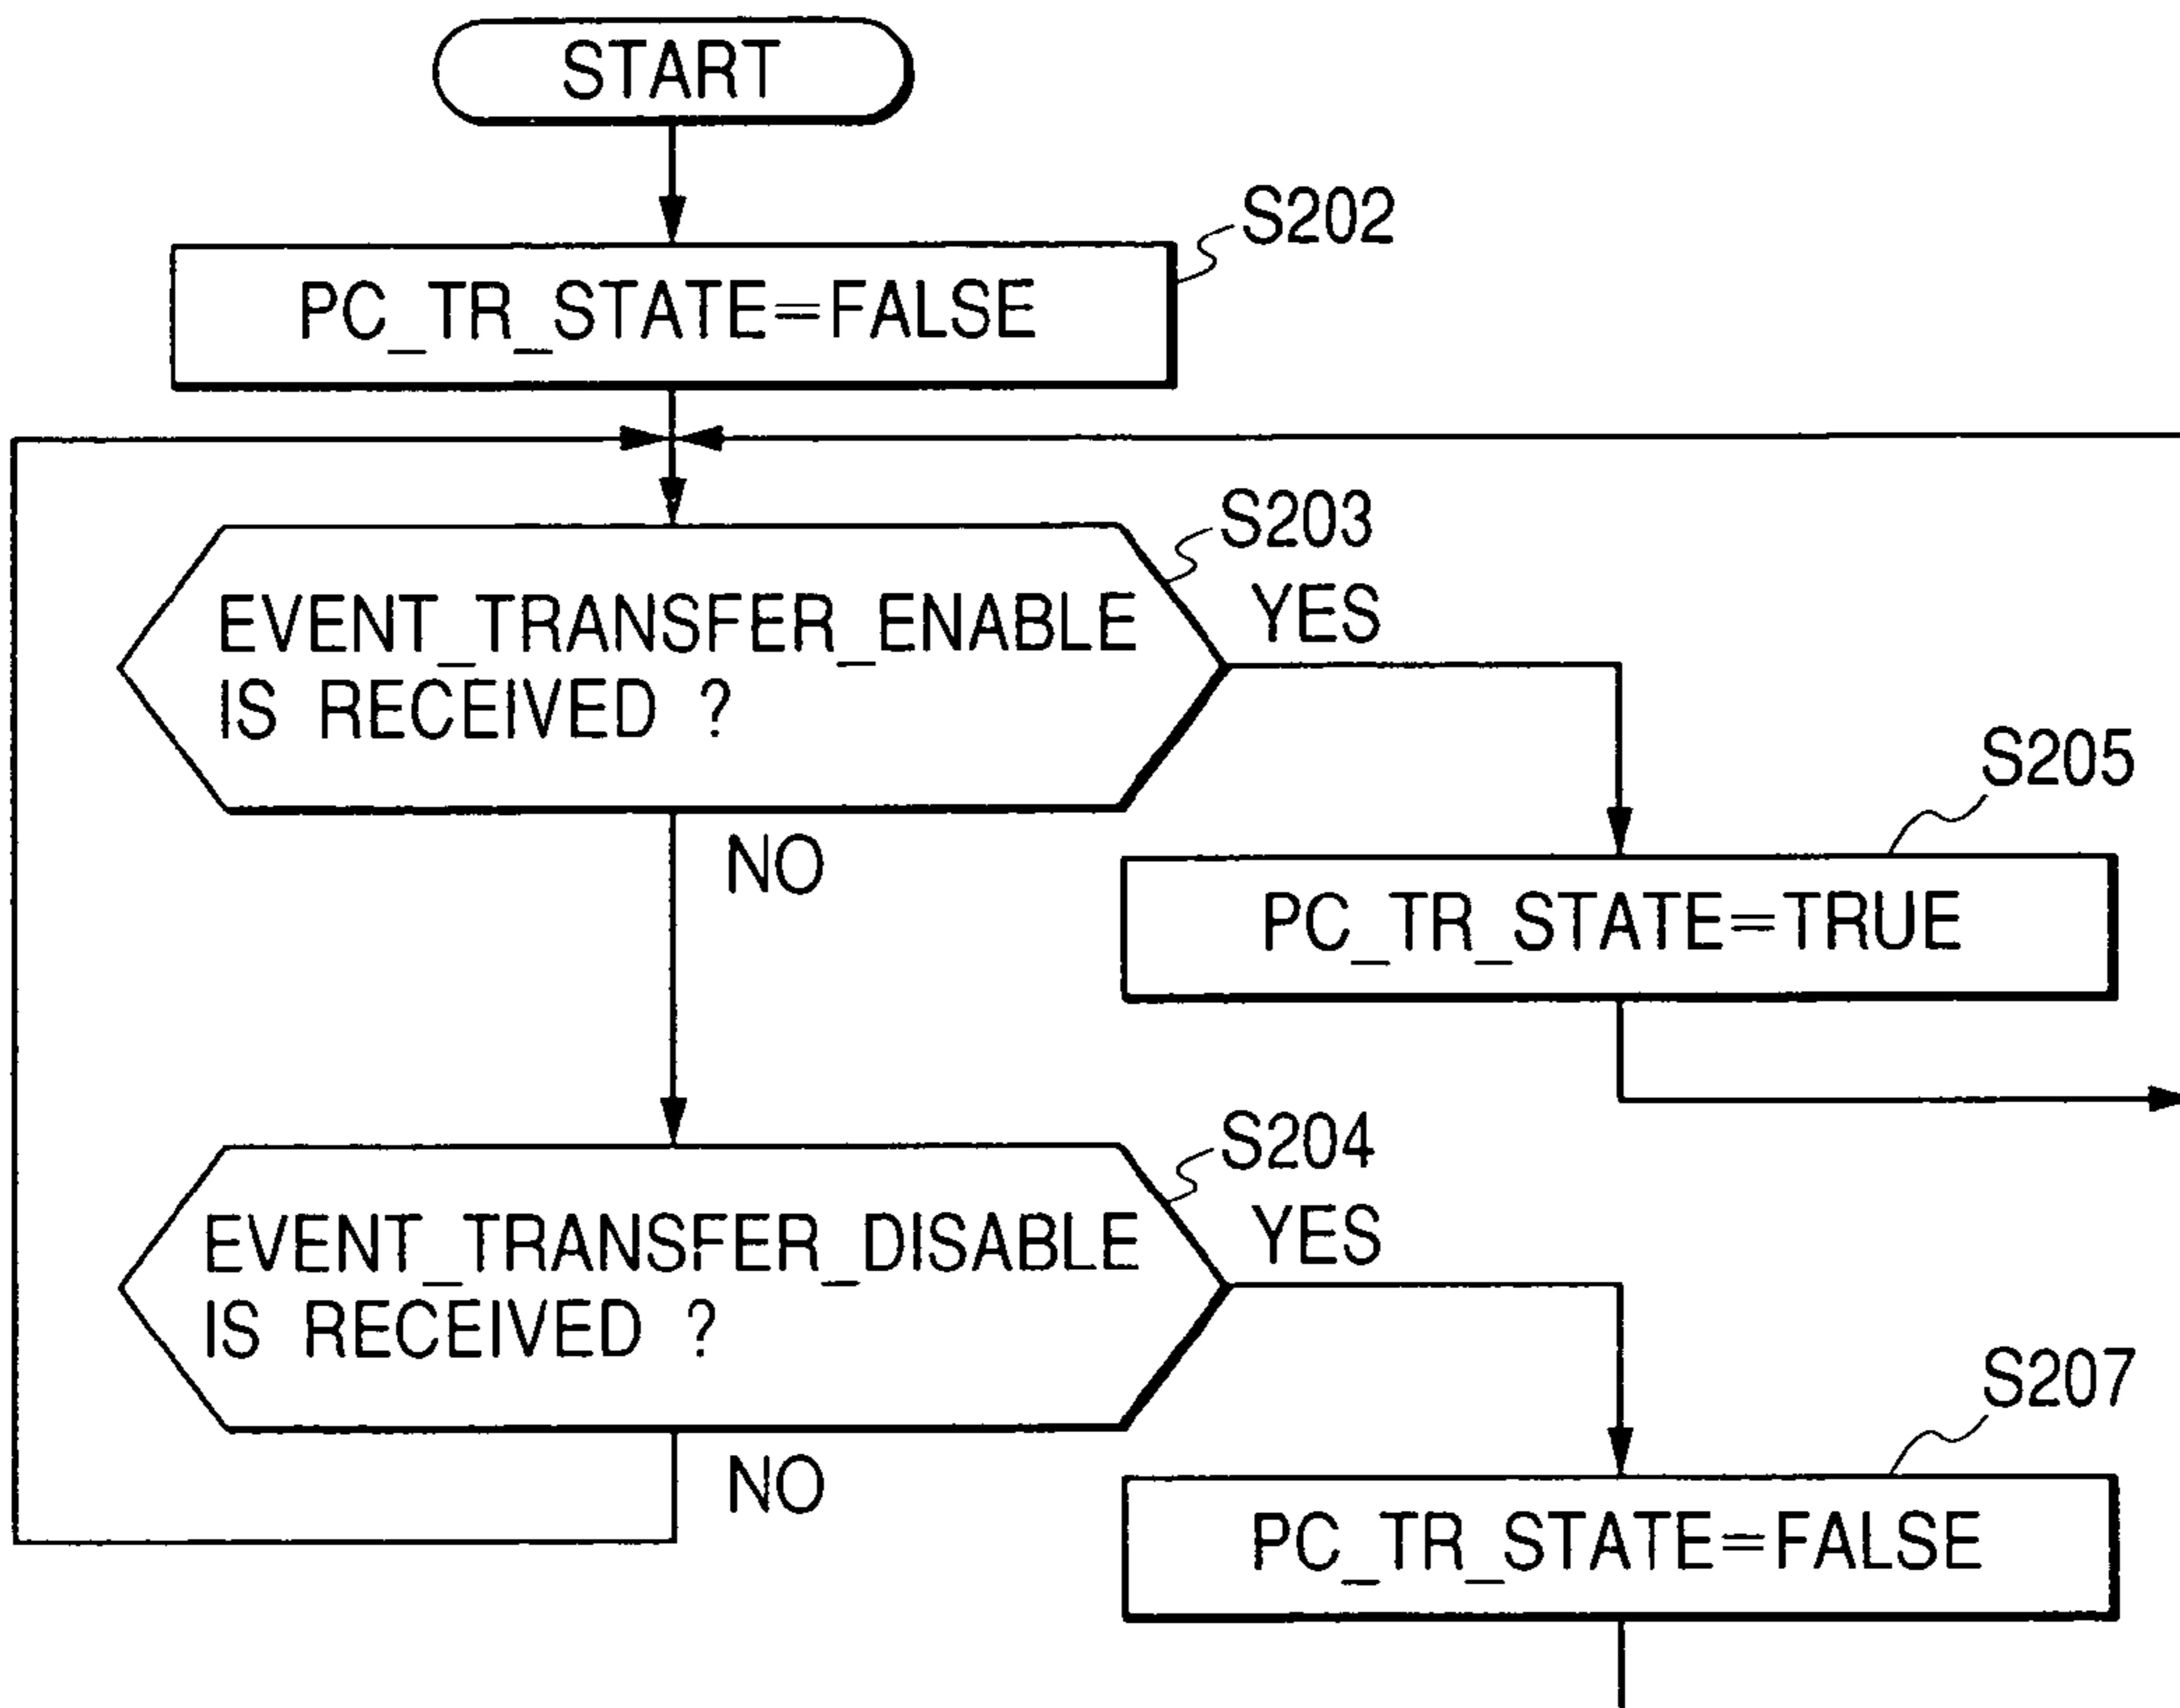 START
S202
PC_TR_STATE=FALSE
S203
EVENT_TRANSFER_ENABLE
IS RECEIVED ?
YES
NO
S205
PC_TR_STATE=TRUE
S204
EVENT_TRANSFER_DISABLE
IS RECEIVED ?
YES
NO
S207
PC_TR_STATE=FALSE